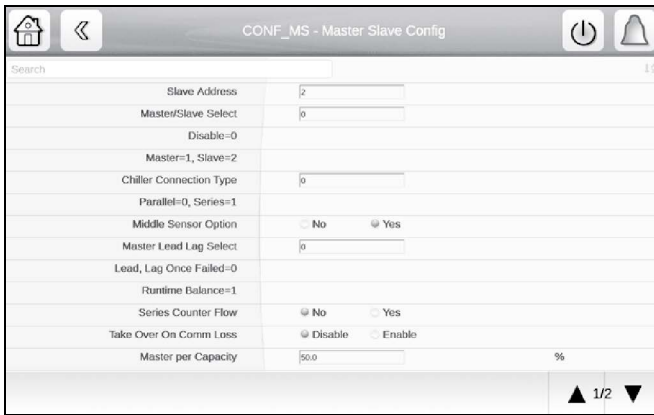 CONF_MS - Master Slave Config
Search
Slave Address 2
Master/Slave Select 0
Disable=0
Master=1, Slave=2
Chiller Connection Type 0
Parallel=0, Series=1
Middle Sensor Option No Yes
Master Lead Lag Select 0
Lead, Lag Once Failed=0
Runtime Balance=1
Series Counter Flow No Yes
Take Over On Comm Loss Disable Enable
Master per Capacity 50.0 %
1/2